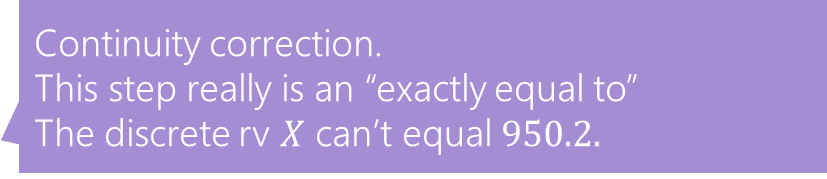 Continuity correction.
This step really is an “exactly equal to”
The discrete rv X can’t equal 950.2.